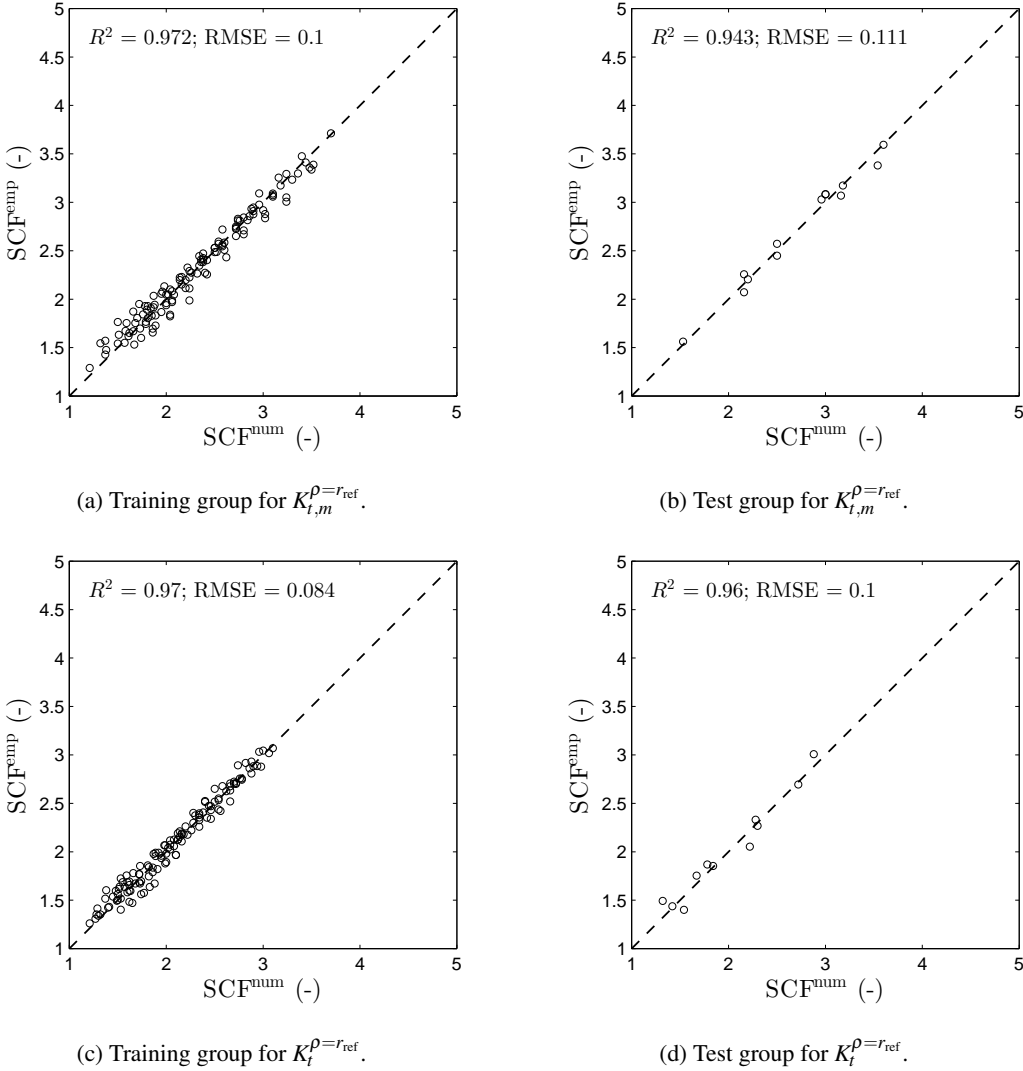 R² = 0.972; RMSE = 0.1
5
4.5
4
3.5
3
2.5
2
1.5
1
SCF^emp (-)
1 2 3 4 5
SCF^num (-)
(a) Training group for K_{t,m}^{ρ=r_ref}.
R² = 0.943; RMSE = 0.111
5
4.5
4
3.5
3
2.5
2
1.5
1
SCF^emp (-)
1 2 3 4 5
SCF^num (-)
(b) Test group for K_{t,m}^{ρ=r_ref}.
R² = 0.97; RMSE = 0.084
5
4.5
4
3.5
3
2.5
2
1.5
1
SCF^emp (-)
1 2 3 4 5
SCF^num (-)
(c) Training group for K_t^{ρ=r_ref}.
R² = 0.96; RMSE = 0.1
5
4.5
4
3.5
3
2.5
2
1.5
1
SCF^emp (-)
1 2 3 4 5
SCF^num (-)
(d) Test group for K_t^{ρ=r_ref}.